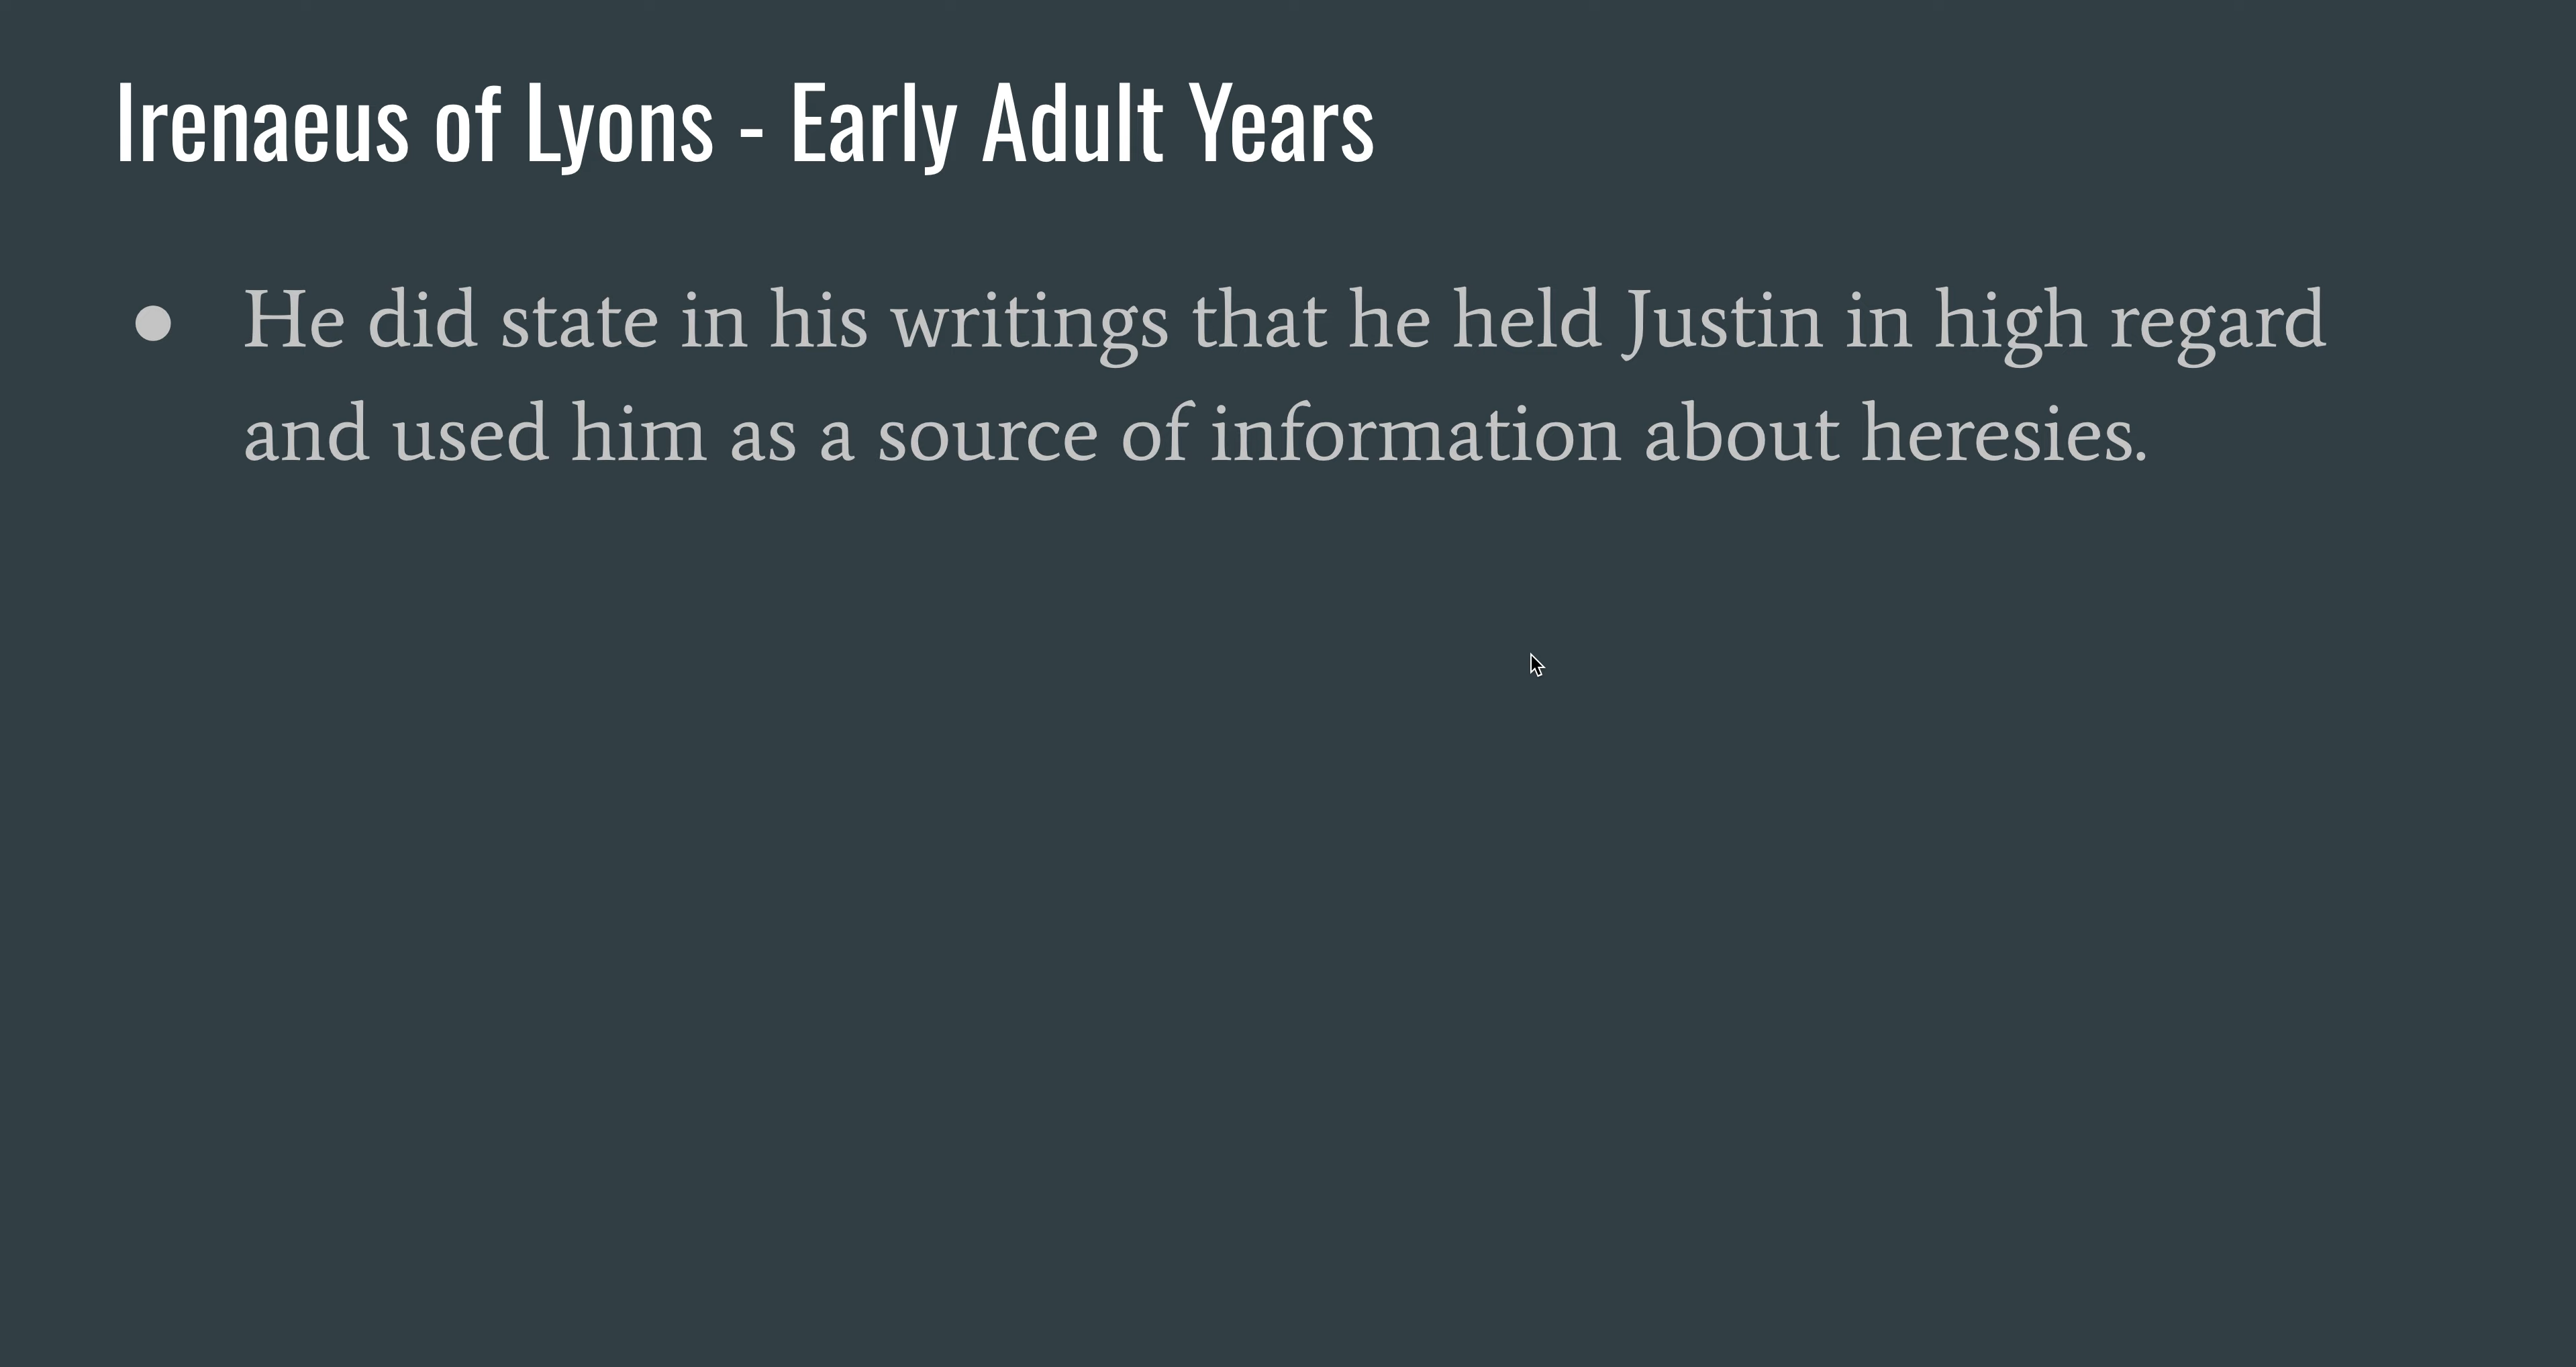 Irenaeus of Lyons - Early Adult Years
● He did state in his writings that he held Justin in high regard
and used him as a source of information about heresies.